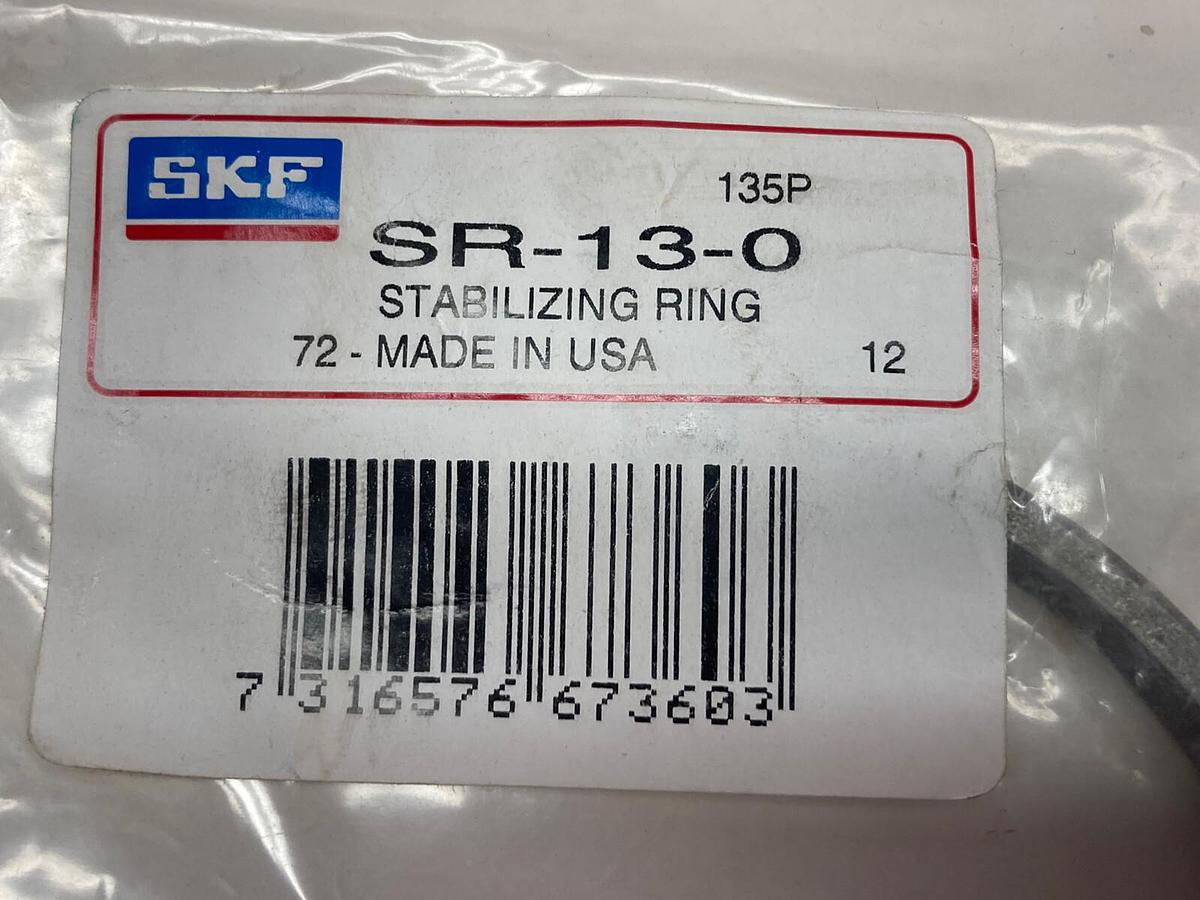 SKF
135P
SR-13-0
STABILIZING RING
72 - MADE IN USA 12
7 316576 673603